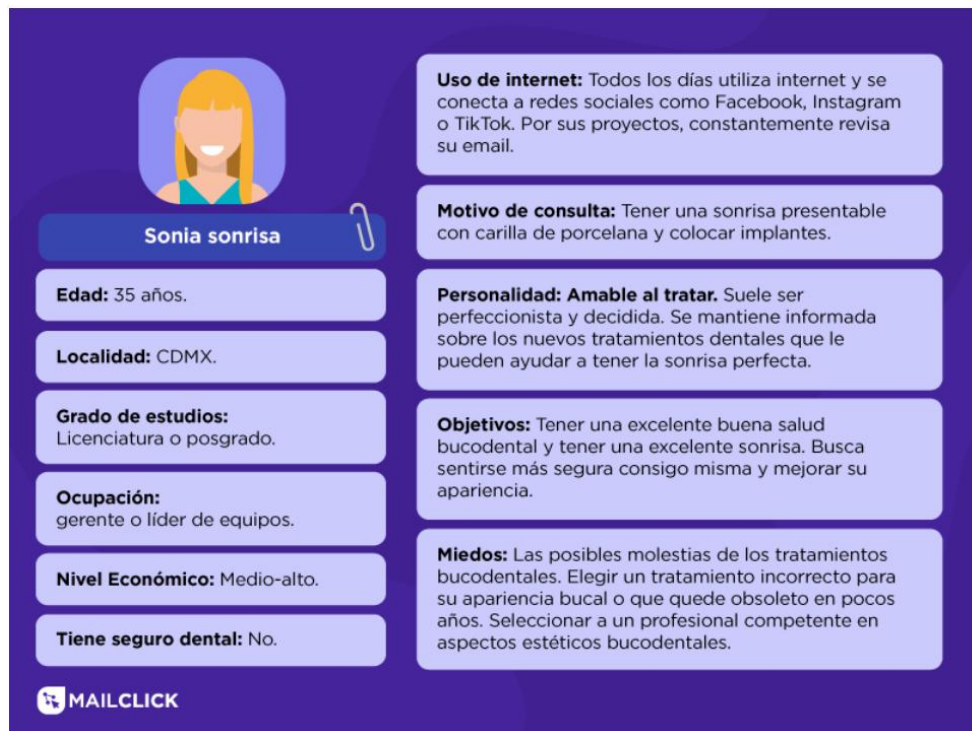 Sonia sonrisa
Edad: 35 años.
Localidad: CDMX.
Grado de estudios:
Licenciatura o posgrado.
Ocupación:
gerente o líder de equipos.
Nivel Económico: Medio-alto.
Tiene seguro dental: No.
Uso de internet: Todos los días utiliza internet y se
conecta a redes sociales como Facebook, Instagram
o TikTok. Por sus proyectos, constantemente revisa
su email.
Motivo de consulta: Tener una sonrisa presentable
con carilla de porcelana y colocar implantes.
Personalidad: Amable al tratar. Suele ser
perfeccionista y decidida. Se mantiene informada
sobre los nuevos tratamientos dentales que le
pueden ayudar a tener la sonrisa perfecta.
Objetivos: Tener una excelente buena salud
bucodental y tener una excelente sonrisa. Busca
sentirse más segura consigo misma y mejorar su
apariencia.
Miedos: Las posibles molestias de los tratamientos
bucodentales. Elegir un tratamiento incorrecto para
su apariencia bucal o que quede obsoleto en pocos
años. Seleccionar a un profesional competente en
aspectos estéticos bucodentales.
MAILCLICK